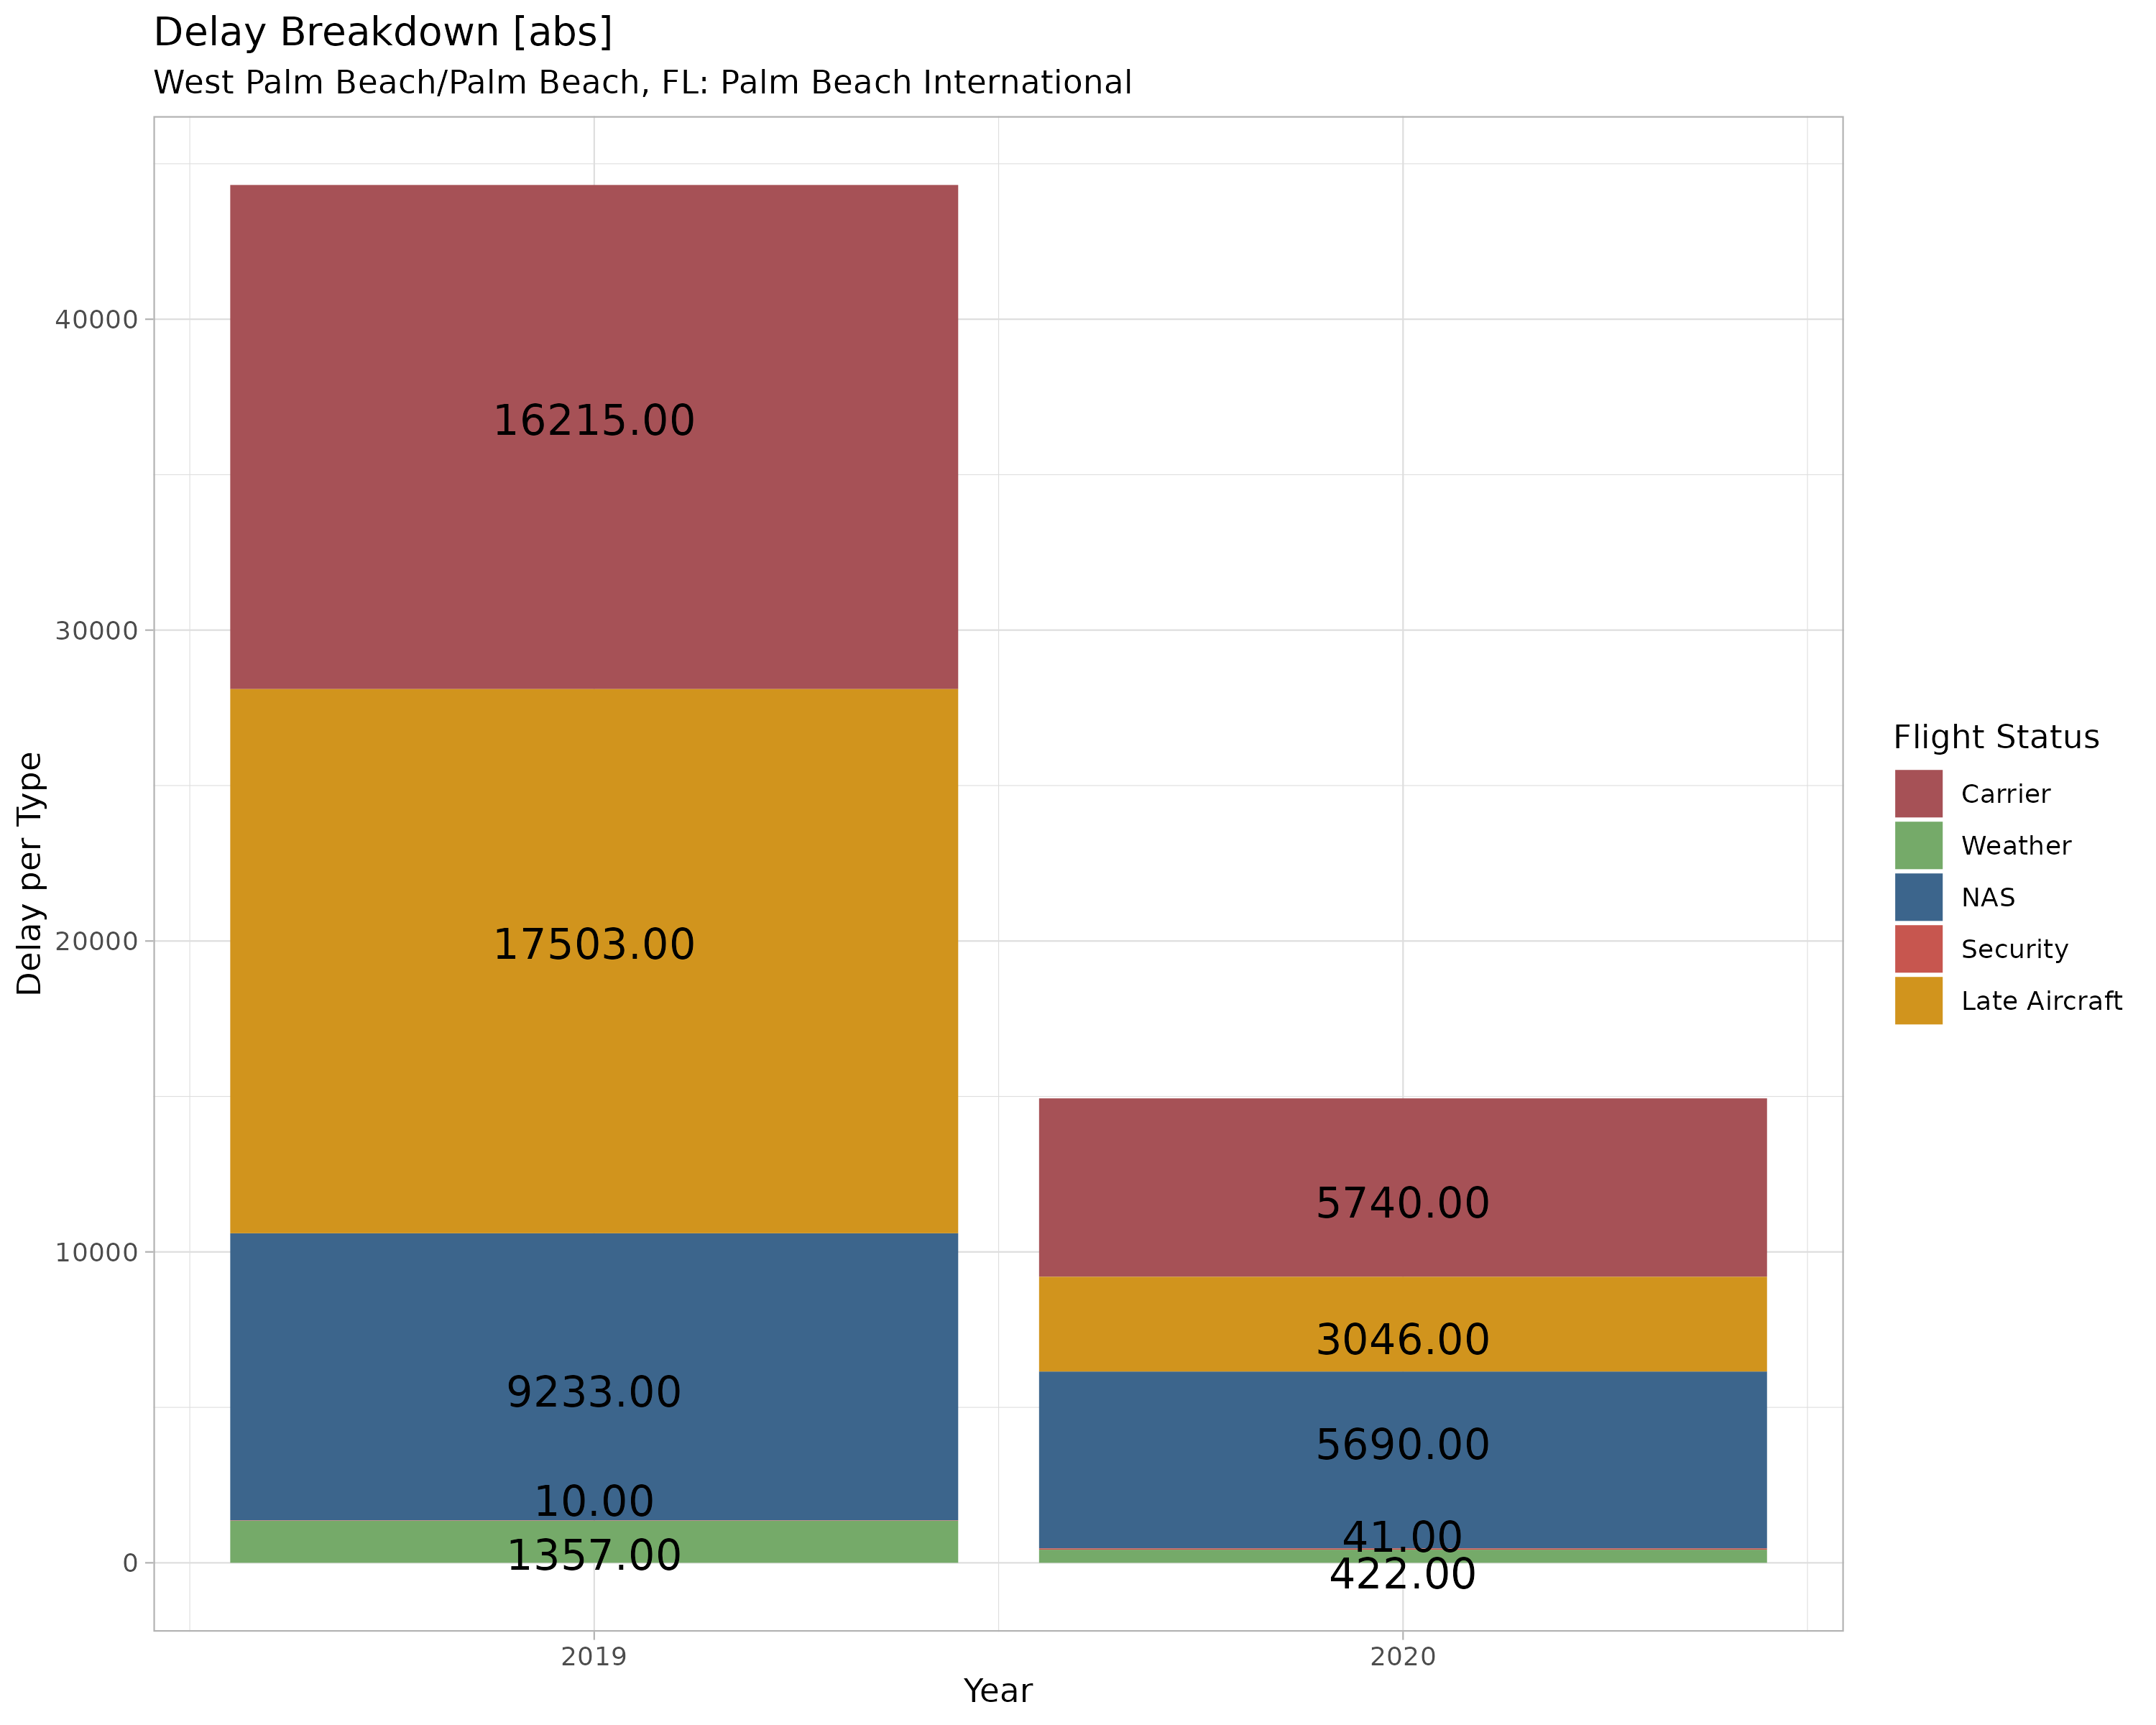 Delay Breakdown [abs]
West Palm Beach/Palm Beach, FL: Palm Beach International
Delay per Type
40000
30000
20000
10000
0
16215.00
17503.00
9233.00
10.00
1357.00
5740.00
3046.00
5690.00
41.00
422.00
2019
2020
Year
Flight Status
Carrier
Weather
NAS
Security
Late Aircraft